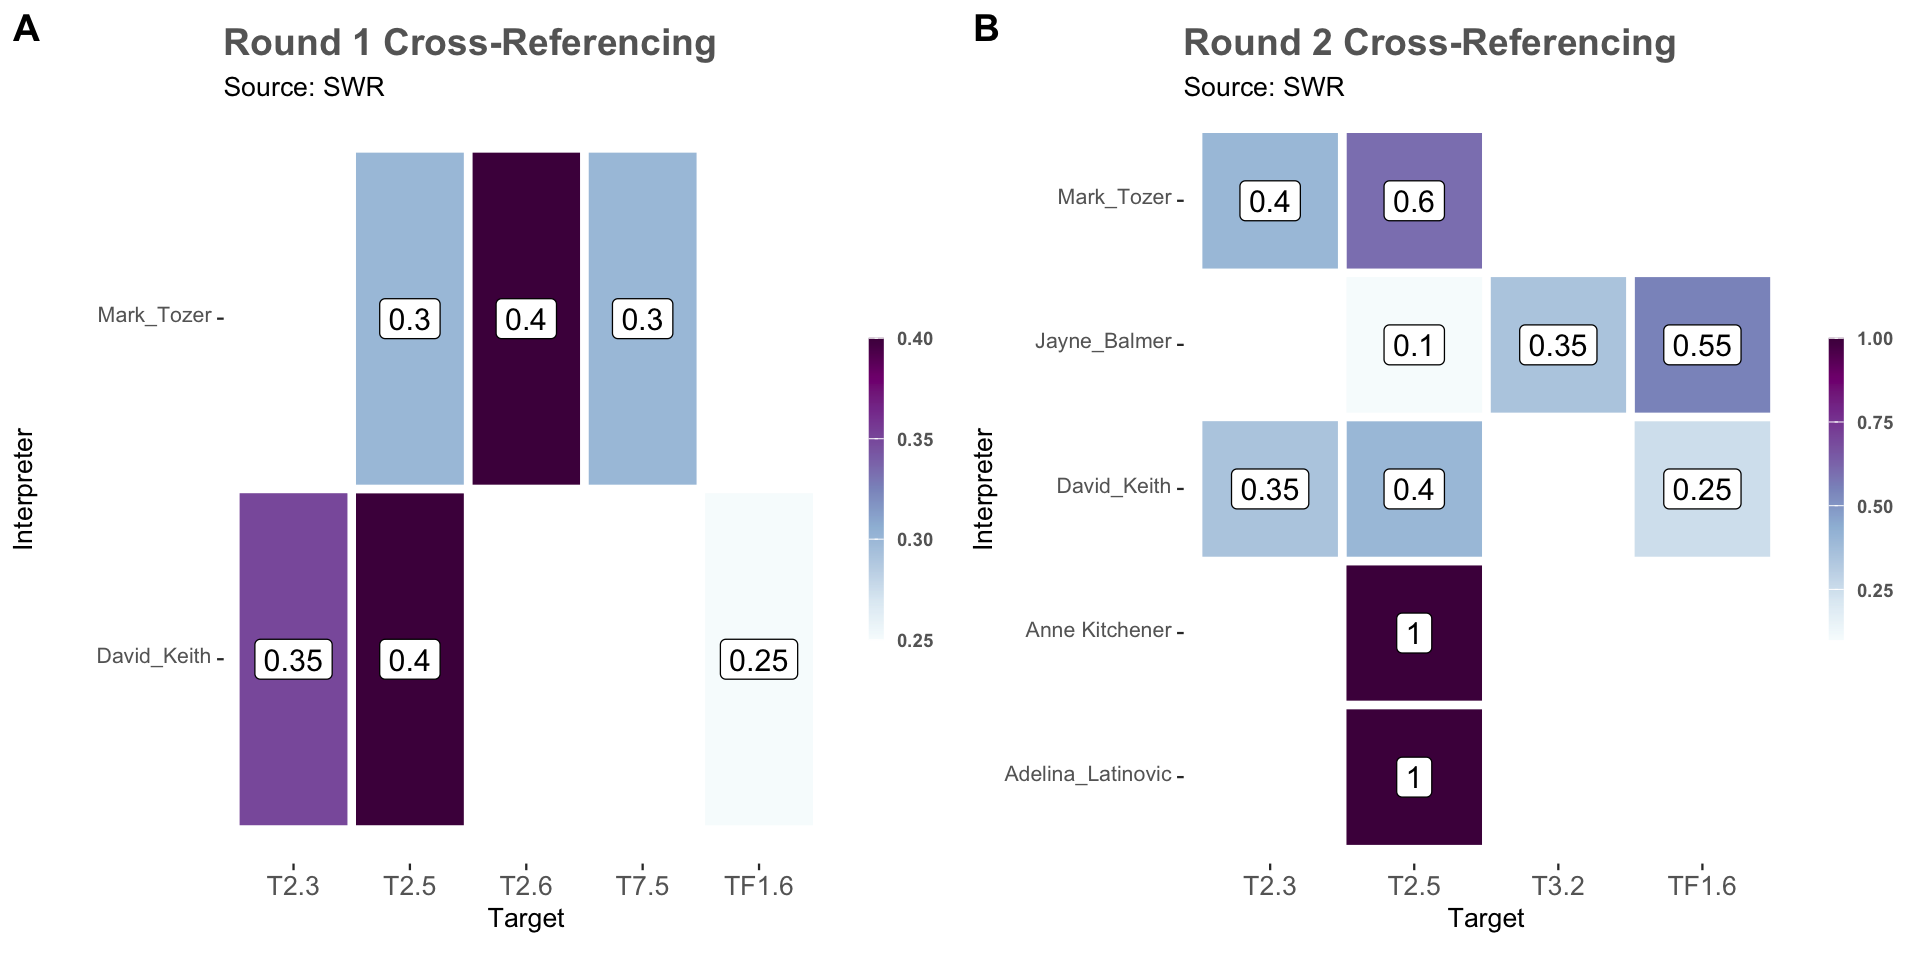 A
Round 1 Cross-Referencing
Source: SWR
Interpreter
Mark_Tozer
0.3
0.4
0.3
David_Keith
0.35
0.4
0.25
T2.3
T2.5
T2.6
T7.5
TF1.6
Target
0.40
0.35
0.30
0.25
B
Round 2 Cross-Referencing
Source: SWR
Interpreter
Mark_Tozer
0.4
0.6
Jayne_Balmer
0.1
0.35
0.55
David_Keith
0.35
0.4
0.25
Anne Kitchener
1
Adelina_Latinovic
1
T2.3
T2.5
T3.2
TF1.6
Target
1.00
0.75
0.50
0.25